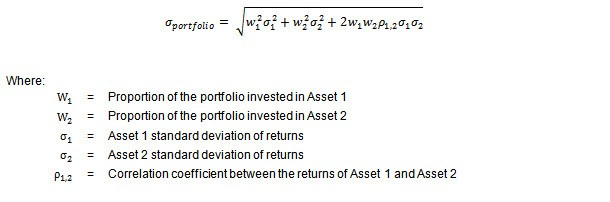 σₚₒᵣₜfₒₗᵢₒ = √w₁²σ₁² + w₂²σ₂² + 2w₁w₂ρ₁,₂σ₁σ₂
Where:
W₁ = Proportion of the portfolio invested in Asset 1
W₂ = Proportion of the portfolio invested in Asset 2
σ₁ = Asset 1 standard deviation of returns
σ₂ = Asset 2 standard deviation of returns
ρ₁,₂ = Correlation coefficient between the returns of Asset 1 and Asset 2